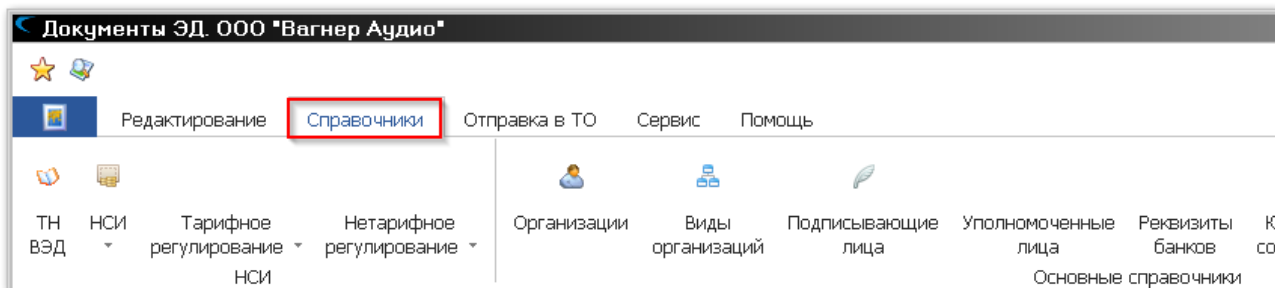 Документы ЭД. ООО "Вагнер Аудио"
Редактирование Справочники Отправка в ТО Сервис Помощь
ТН НСИ Тарифное Нетарифное Организации Виды Подписывающие Уполномоченные Реквизиты
ВЭД регулирование регулирование организаций лица лица банков
НСИ Основные справочники